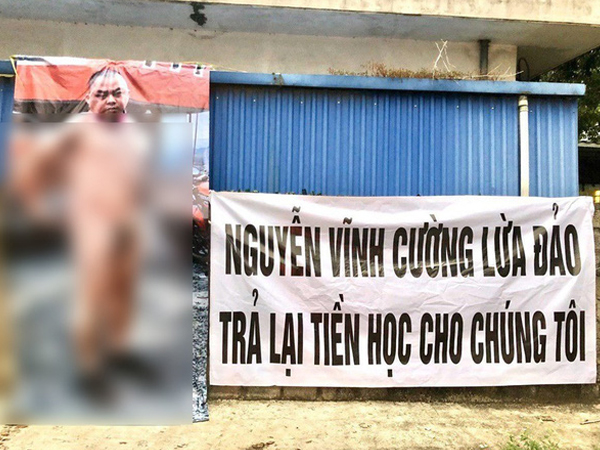 NGUYỄN VĨNH CƯỜNG LỪA ĐẢO
TRẢ LẠI TIỀN HỌC CHO CHÚNG TÔI